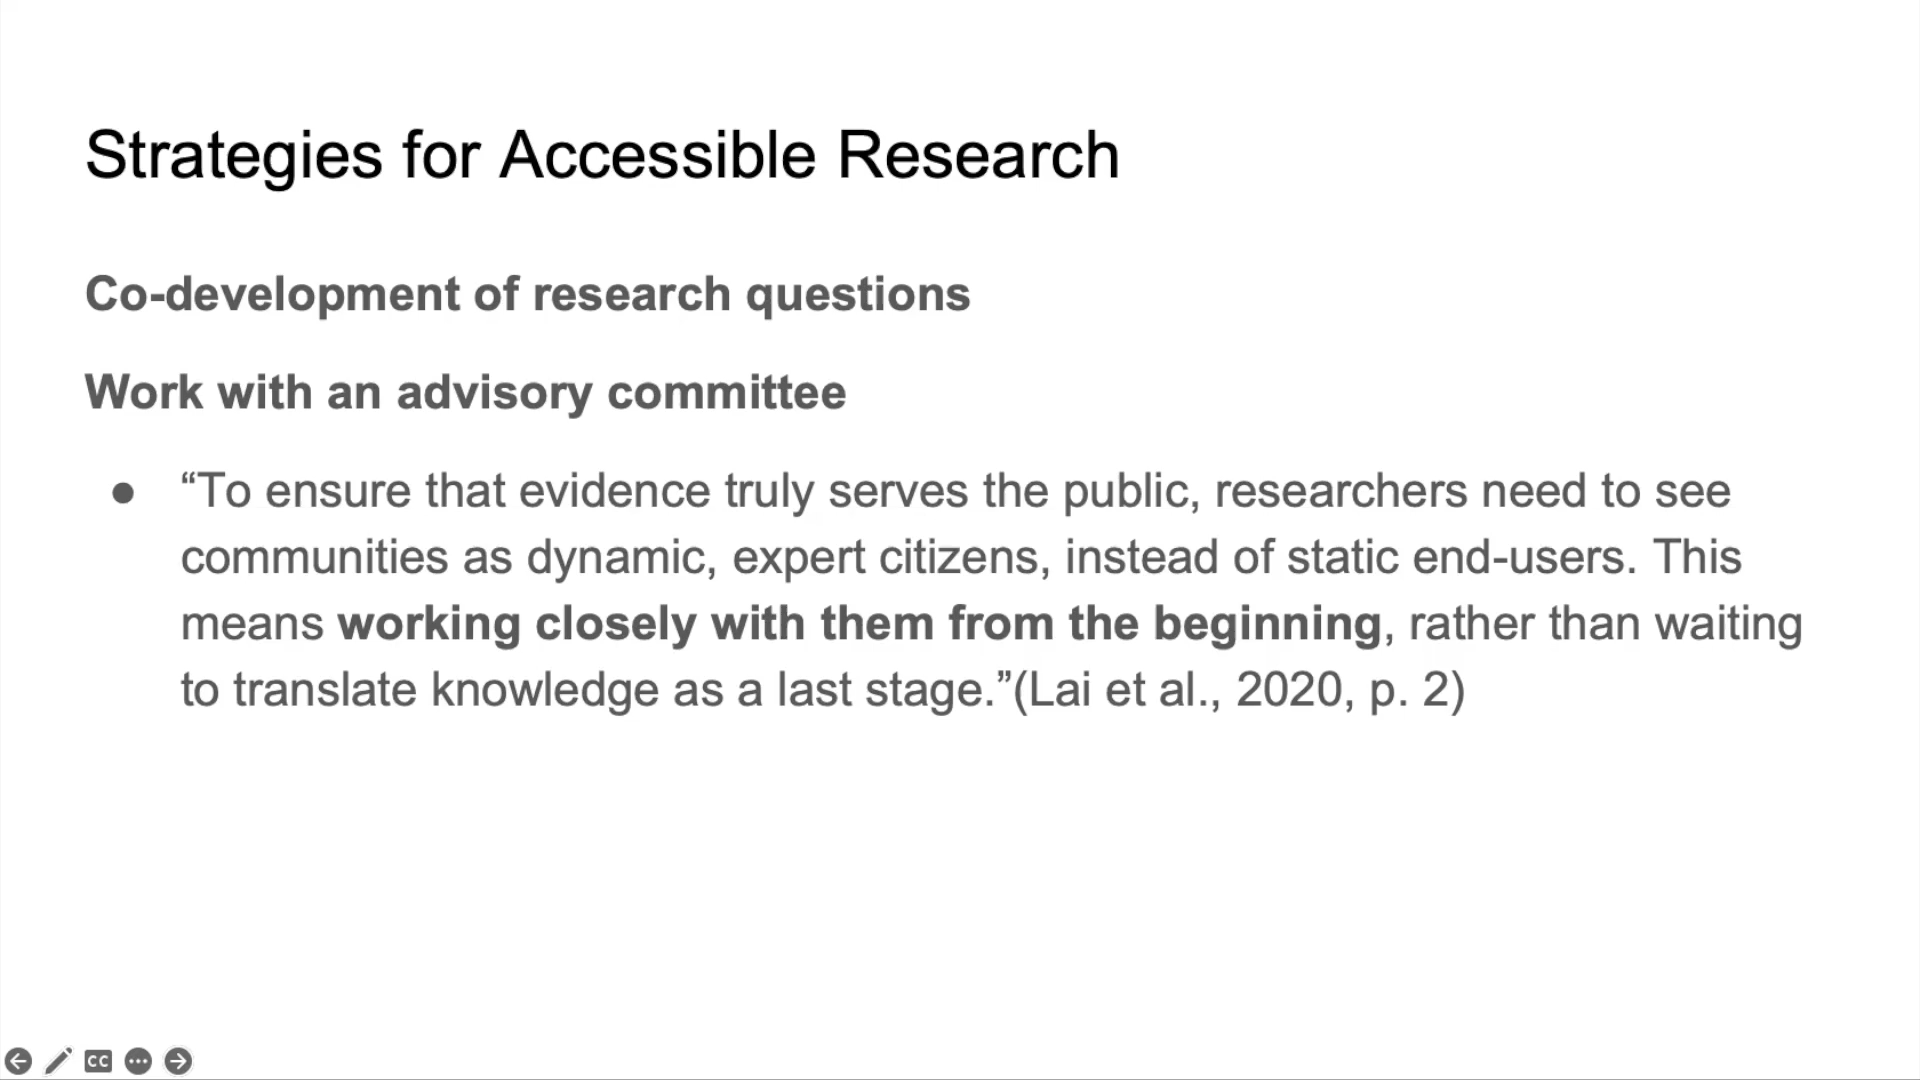 Strategies for Accessible Research
Co-development of research questions
Work with an advisory committee
● “To ensure that evidence truly serves the public, researchers need to see
communities as dynamic, expert citizens, instead of static end-users. This
means working closely with them from the beginning, rather than waiting
to translate knowledge as a last stage.”(Lai et al., 2020, p. 2)
CC